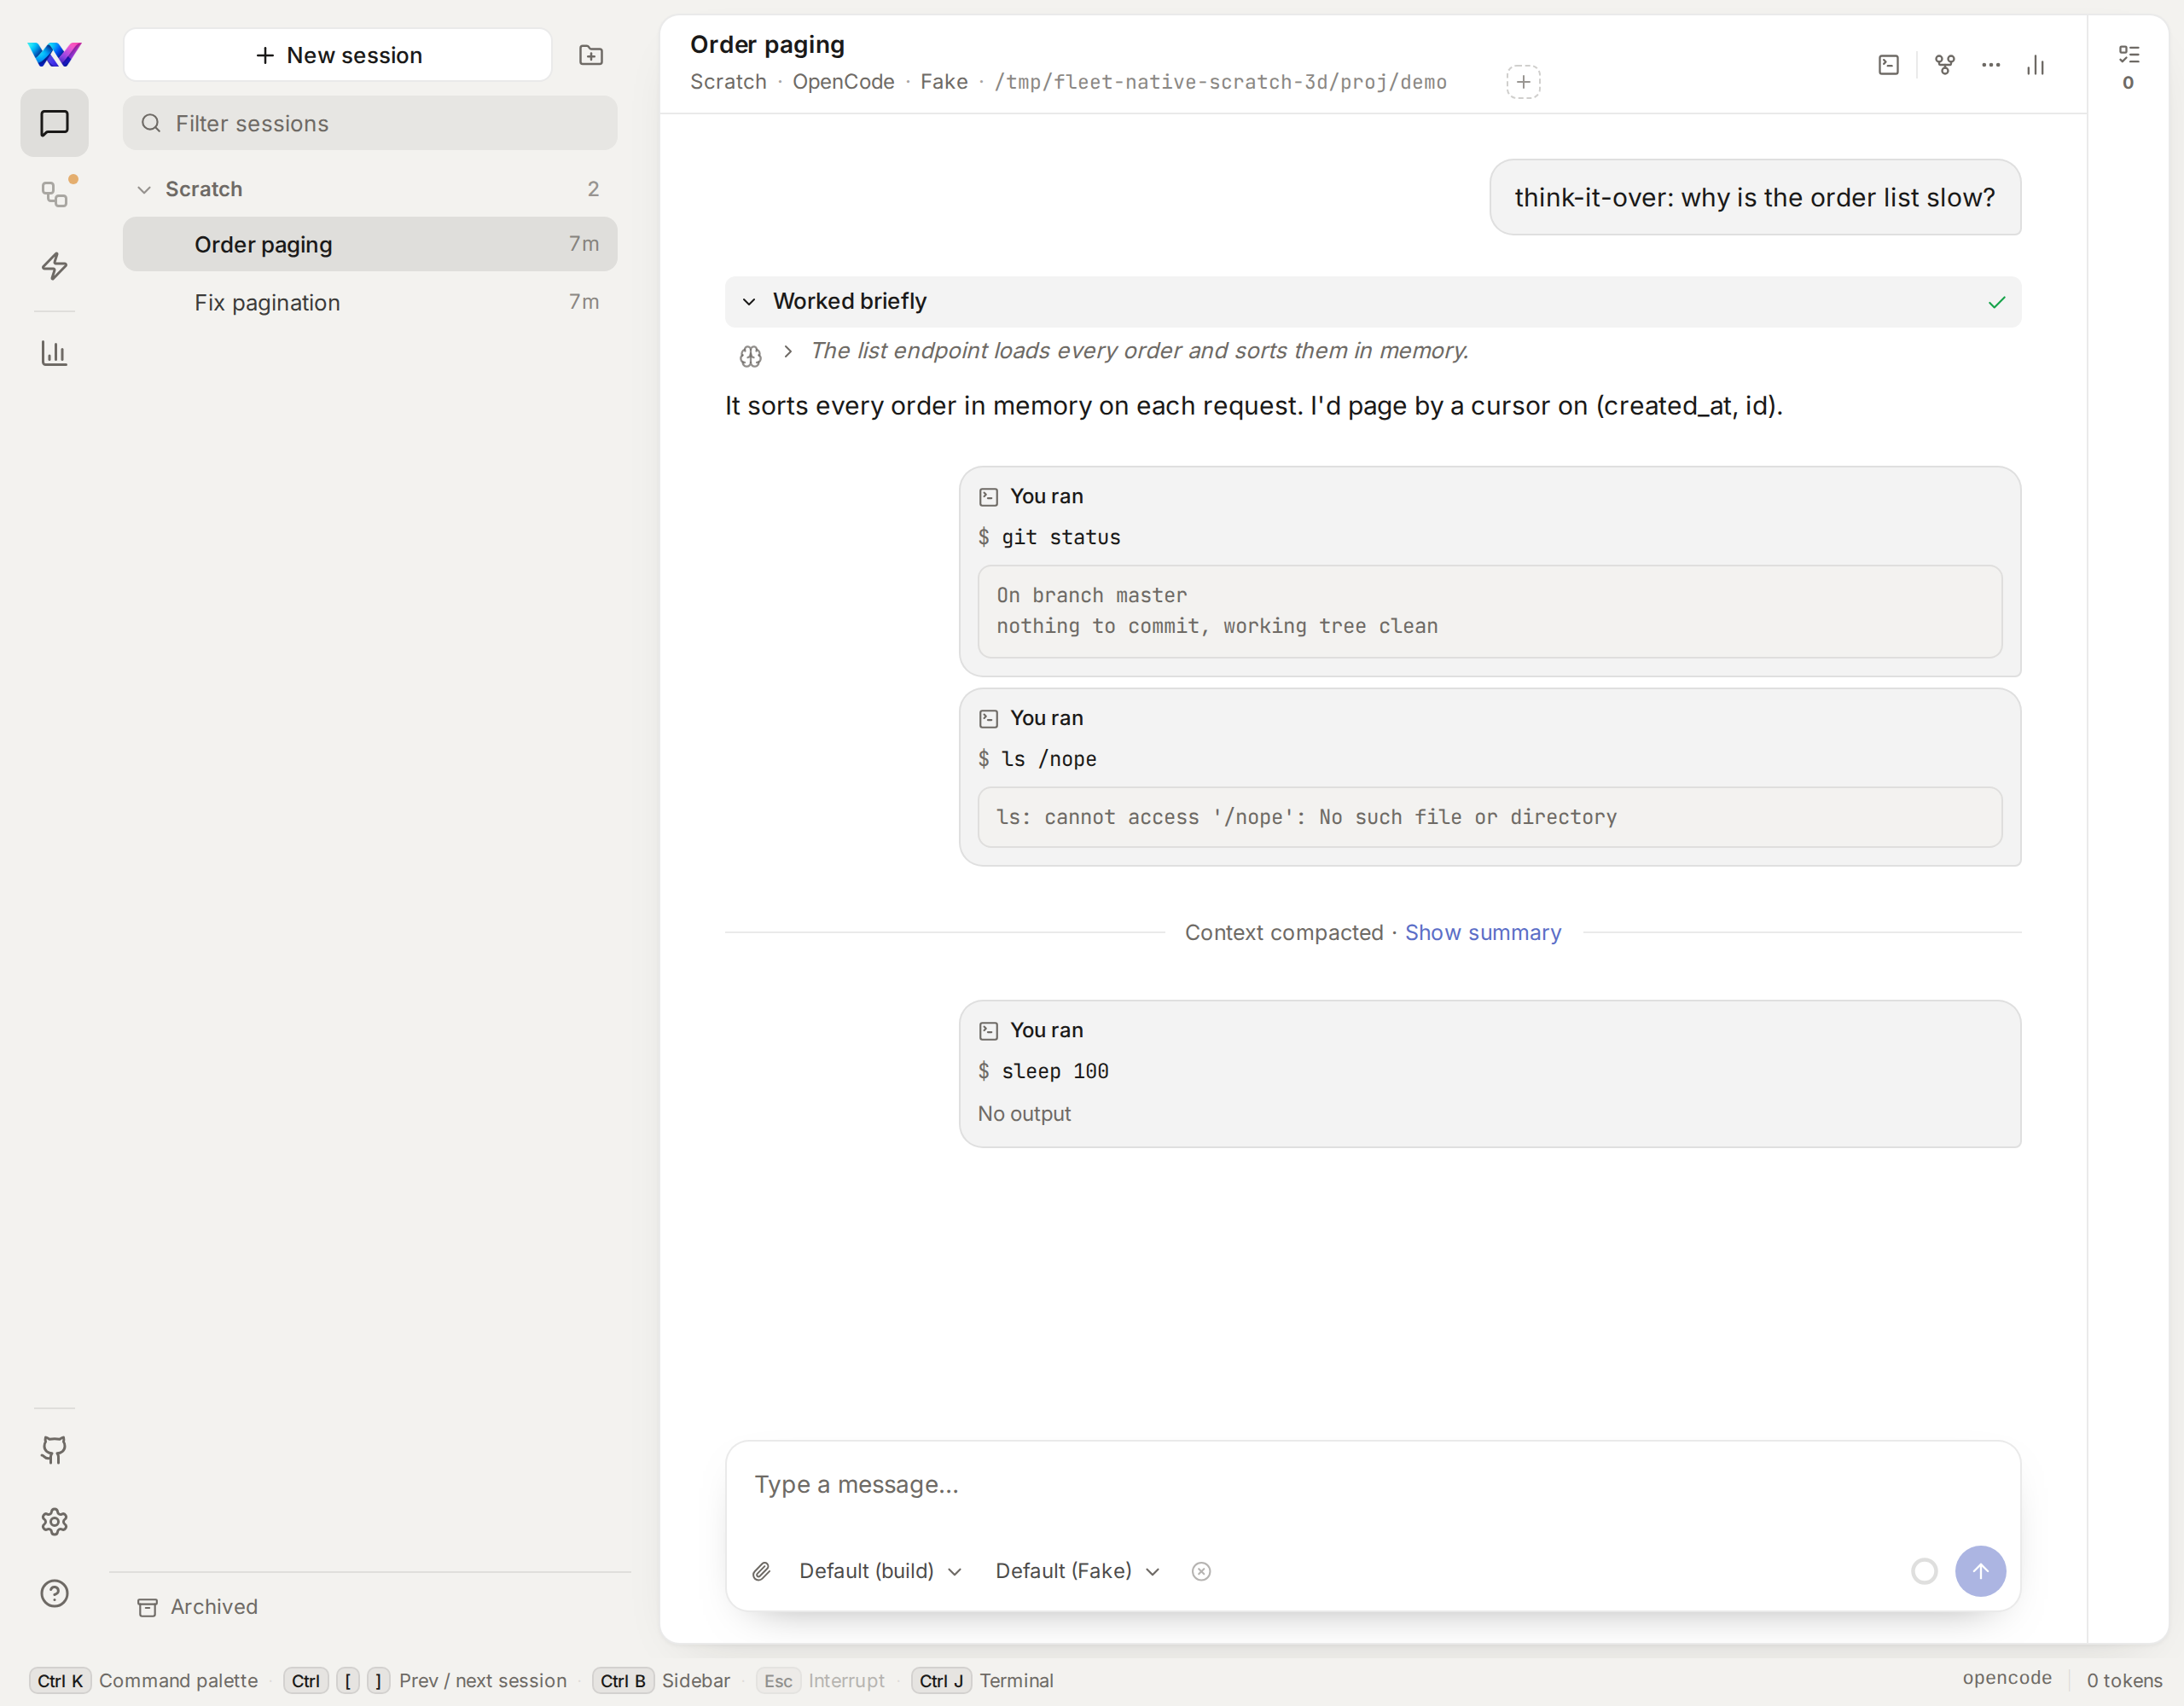 New session
Filter sessions
Scratch 2
Order paging 7m
Fix pagination 7m
Archived
Order paging
Scratch · OpenCode · Fake · /tmp/fleet-native-scratch-3d/proj/demo
0
think-it-over: why is the order list slow?
Worked briefly
The list endpoint loads every order and sorts them in memory.
It sorts every order in memory on each request. I'd page by a cursor on (created_at, id).
You ran
$ git status
On branch master
nothing to commit, working tree clean
You ran
$ ls /nope
ls: cannot access '/nope': No such file or directory
Context compacted · Show summary
You ran
$ sleep 100
No output
Type a message...
Default (build) Default (Fake)
Ctrl K Command palette · Ctrl [ ] Prev / next session · Ctrl B Sidebar · Esc Interrupt · Ctrl J Terminal
opencode 0 tokens